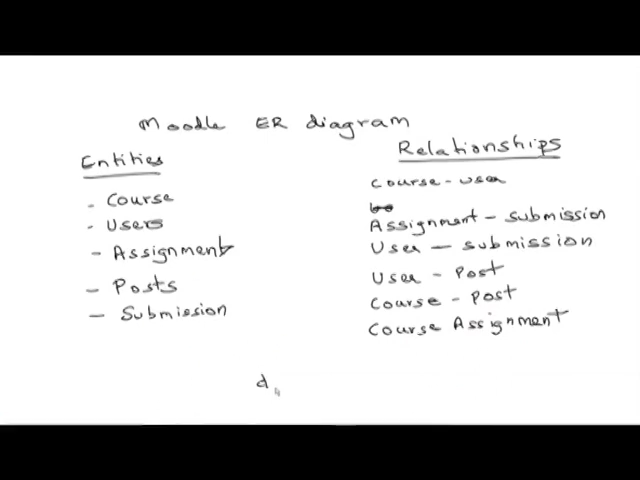 Moodle ER diagram
Entities
- Course
- Users
- Assignment
- Posts
- Submission
Relationships
Course - user
Assignment - submission
User - submission
User - Post
Course - Post
Course Assignment
d